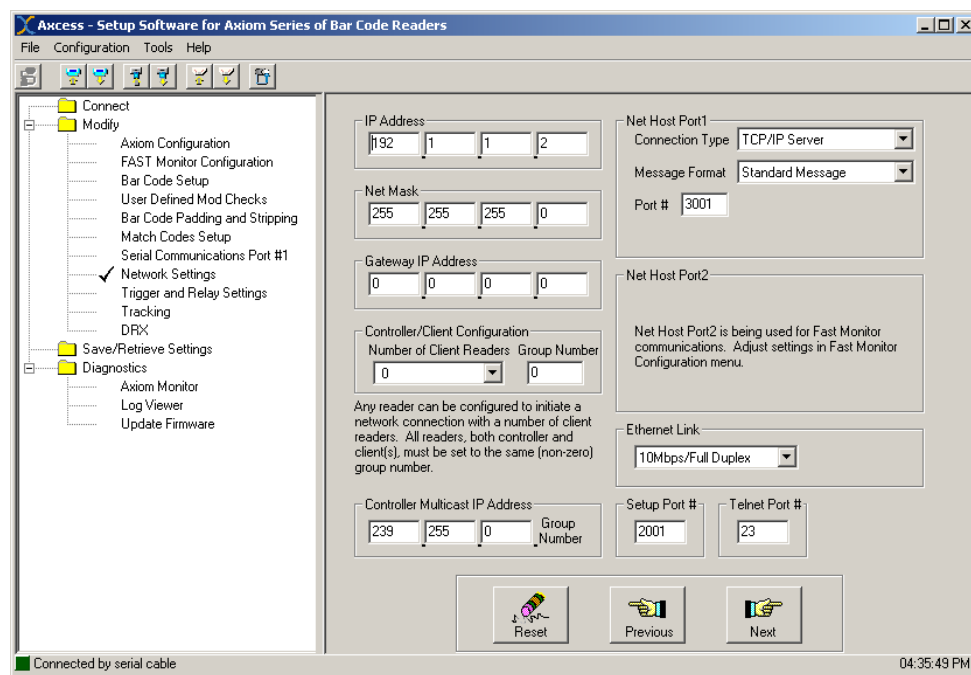 Axcess - Setup Software for Axiom Series of Bar Code Readers
File Configuration Tools Help
Connect
Modify
Axiom Configuration
FAST Monitor Configuration
Bar Code Setup
User Defined Mod Checks
Bar Code Padding and Stripping
Match Codes Setup
Serial Communications Port #1
Network Settings
Trigger and Relay Settings
Tracking
DRX
Save/Retrieve Settings
Diagnostics
Axiom Monitor
Log Viewer
Update Firmware
IP Address
192 . 1 . 1 . 2
Net Mask
255 . 255 . 255 . 0
Gateway IP Address
0 . 0 . 0 . 0
Controller/Client Configuration
Number of Client Readers Group Number
0 0
Any reader can be configured to initiate a
network connection with a number of client
readers. All readers, both controller and
client(s), must be set to the same (non-zero)
group number.
Controller Multicast IP Address
239 . 255 . 0 . Group
Number
Net Host Port1
Connection Type TCP/IP Server
Message Format Standard Message
Port # 3001
Net Host Port2
Net Host Port2 is being used for Fast Monitor
communications. Adjust settings in Fast Monitor
Configuration menu.
Ethernet Link
10Mbps/Full Duplex
Setup Port # Telnet Port #
2001 23
Reset Previous Next
Connected by serial cable 04:35:49 PM